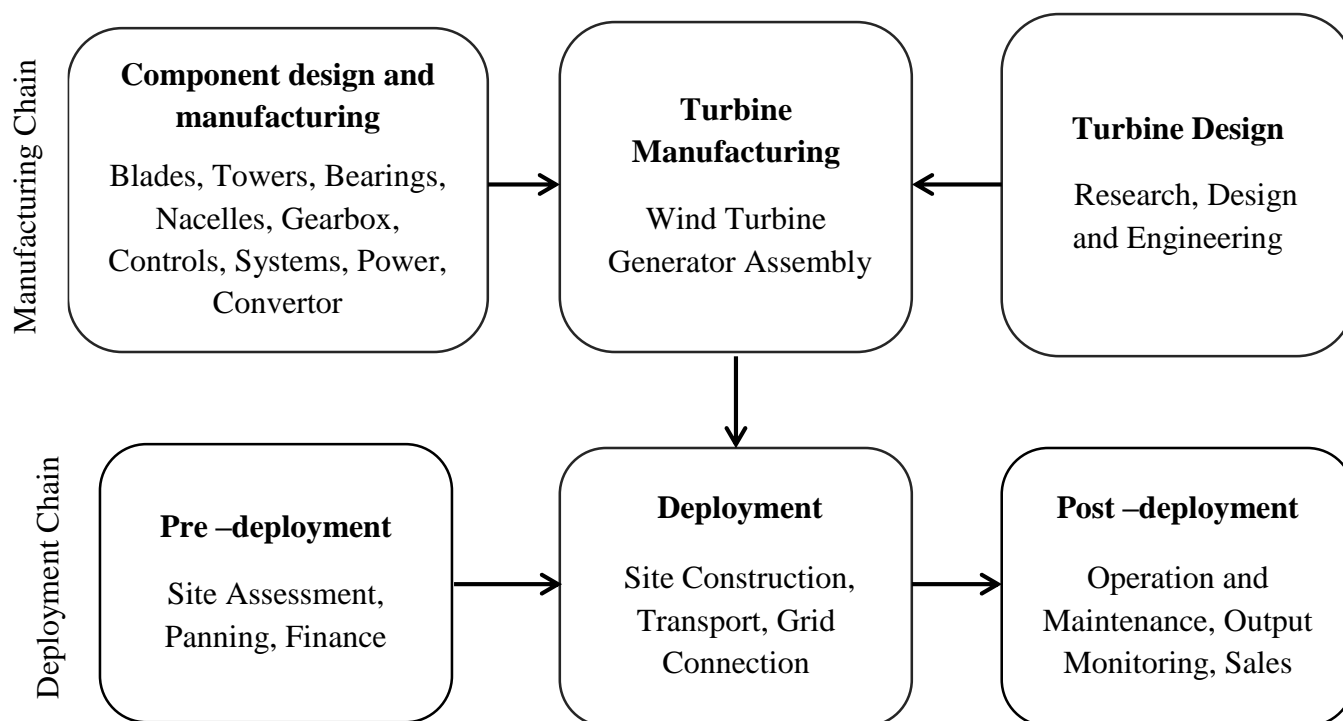 Manufacturing Chain
Component design and
manufacturing
Blades, Towers, Bearings,
Nacelles, Gearbox,
Controls, Systems, Power,
Convertor
Turbine
Manufacturing
Wind Turbine
Generator Assembly
Turbine Design
Research, Design
and Engineering
Deployment Chain
Pre –deployment
Site Assessment,
Panning, Finance
Deployment
Site Construction,
Transport, Grid
Connection
Post –deployment
Operation and
Maintenance, Output
Monitoring, Sales